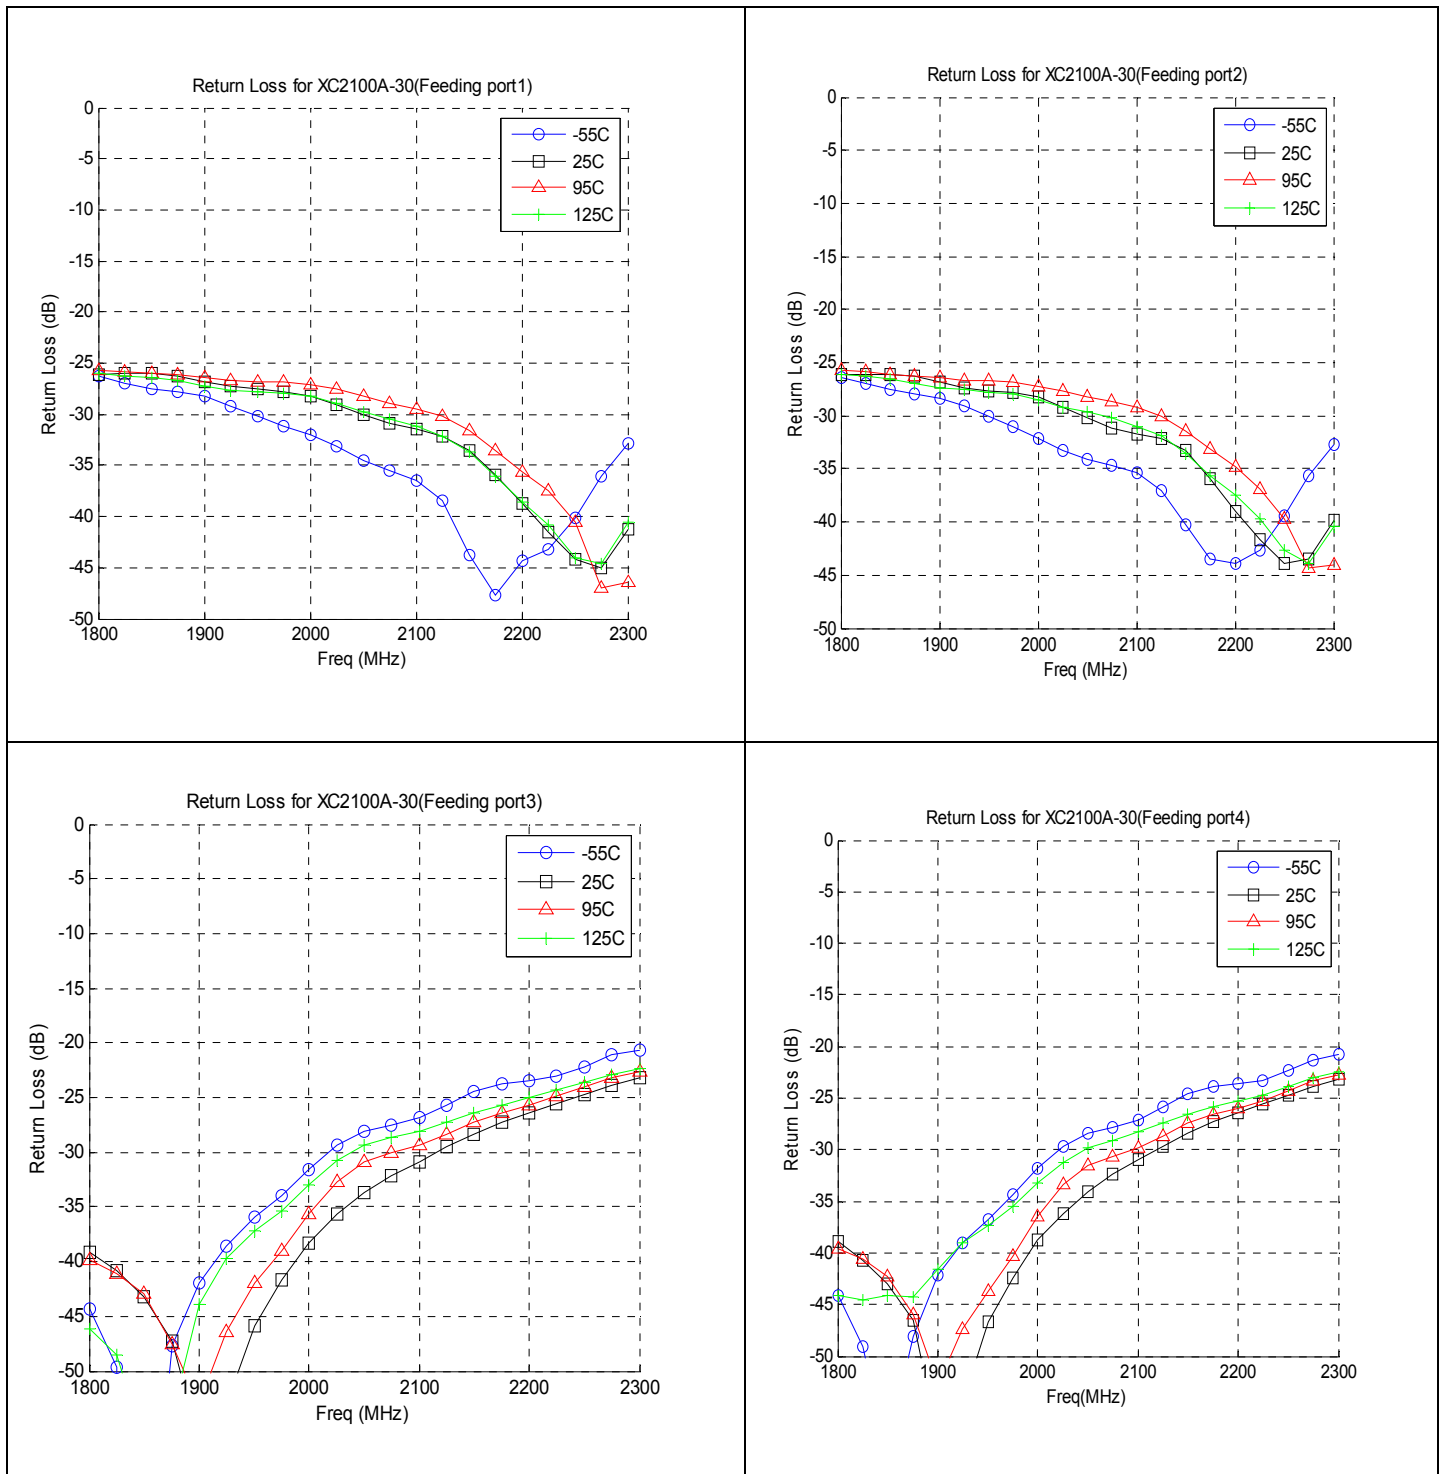 Return Loss for XC2100A-30(Feeding port1)
0
-5
-10
-15
-20
-25
-30
-35
-40
-45
-50
Return Loss (dB)
1800
1900
2000
2100
2200
2300
Freq (MHz)
-55C
25C
95C
125C
Return Loss for XC2100A-30(Feeding port2)
0
-5
-10
-15
-20
-25
-30
-35
-40
-45
-50
Return Loss (dB)
1800
1900
2000
2100
2200
2300
Freq (MHz)
-55C
25C
95C
125C
Return Loss for XC2100A-30(Feeding port3)
0
-5
-10
-15
-20
-25
-30
-35
-40
-45
-50
Return Loss (dB)
1800
1900
2000
2100
2200
2300
Freq (MHz)
-55C
25C
95C
125C
Return Loss for XC2100A-30(Feeding port4)
0
-5
-10
-15
-20
-25
-30
-35
-40
-45
-50
Return Loss (dB)
1800
1900
2000
2100
2200
2300
Freq(MHz)
-55C
25C
95C
125C